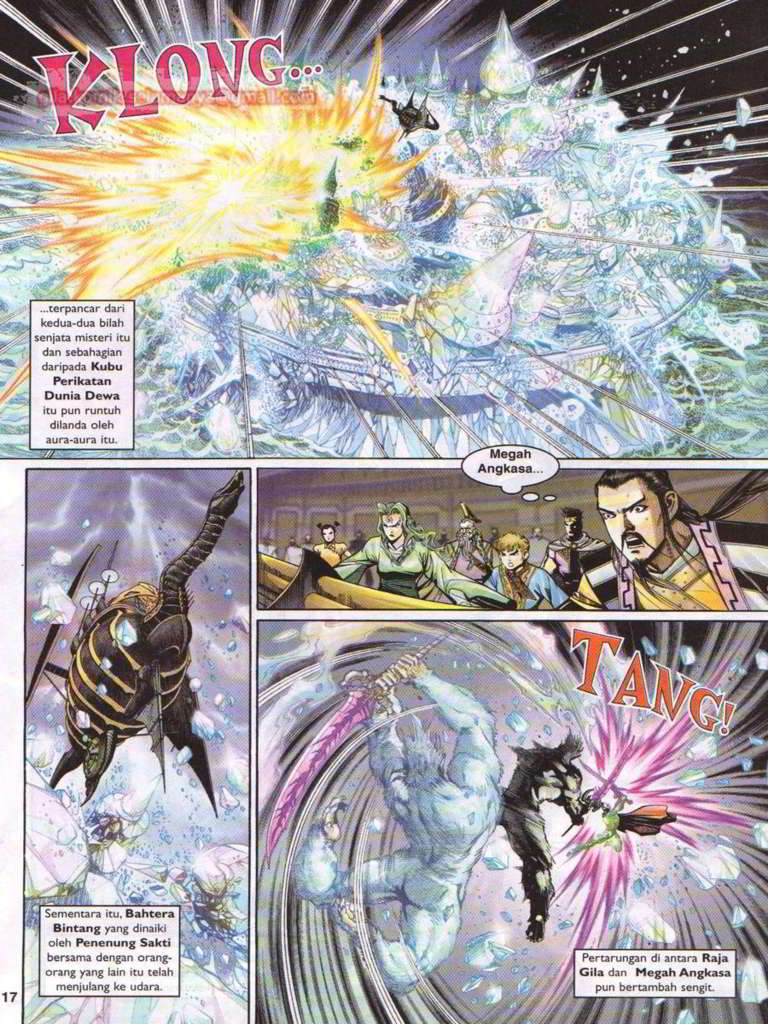 KLONG...
...terpancar dari
kedua-dua bilah
senjata misteri itu
dan sebahagian
daripada Kubu
Perikatan
Dunia Dewa
itu pun runtuh
dilanda oleh
aura-aura itu.
Megah
Angkasa...
TANG!
Sementara itu, Bahtera
Bintang yang dinaiki
oleh Penenung Sakti
bersama dengan orang-
orang yang lain itu telah
menjulang ke udara.
Pertarungan di antara Raja
Gila dan Megah Angkasa
pun bertambah sengit.
17